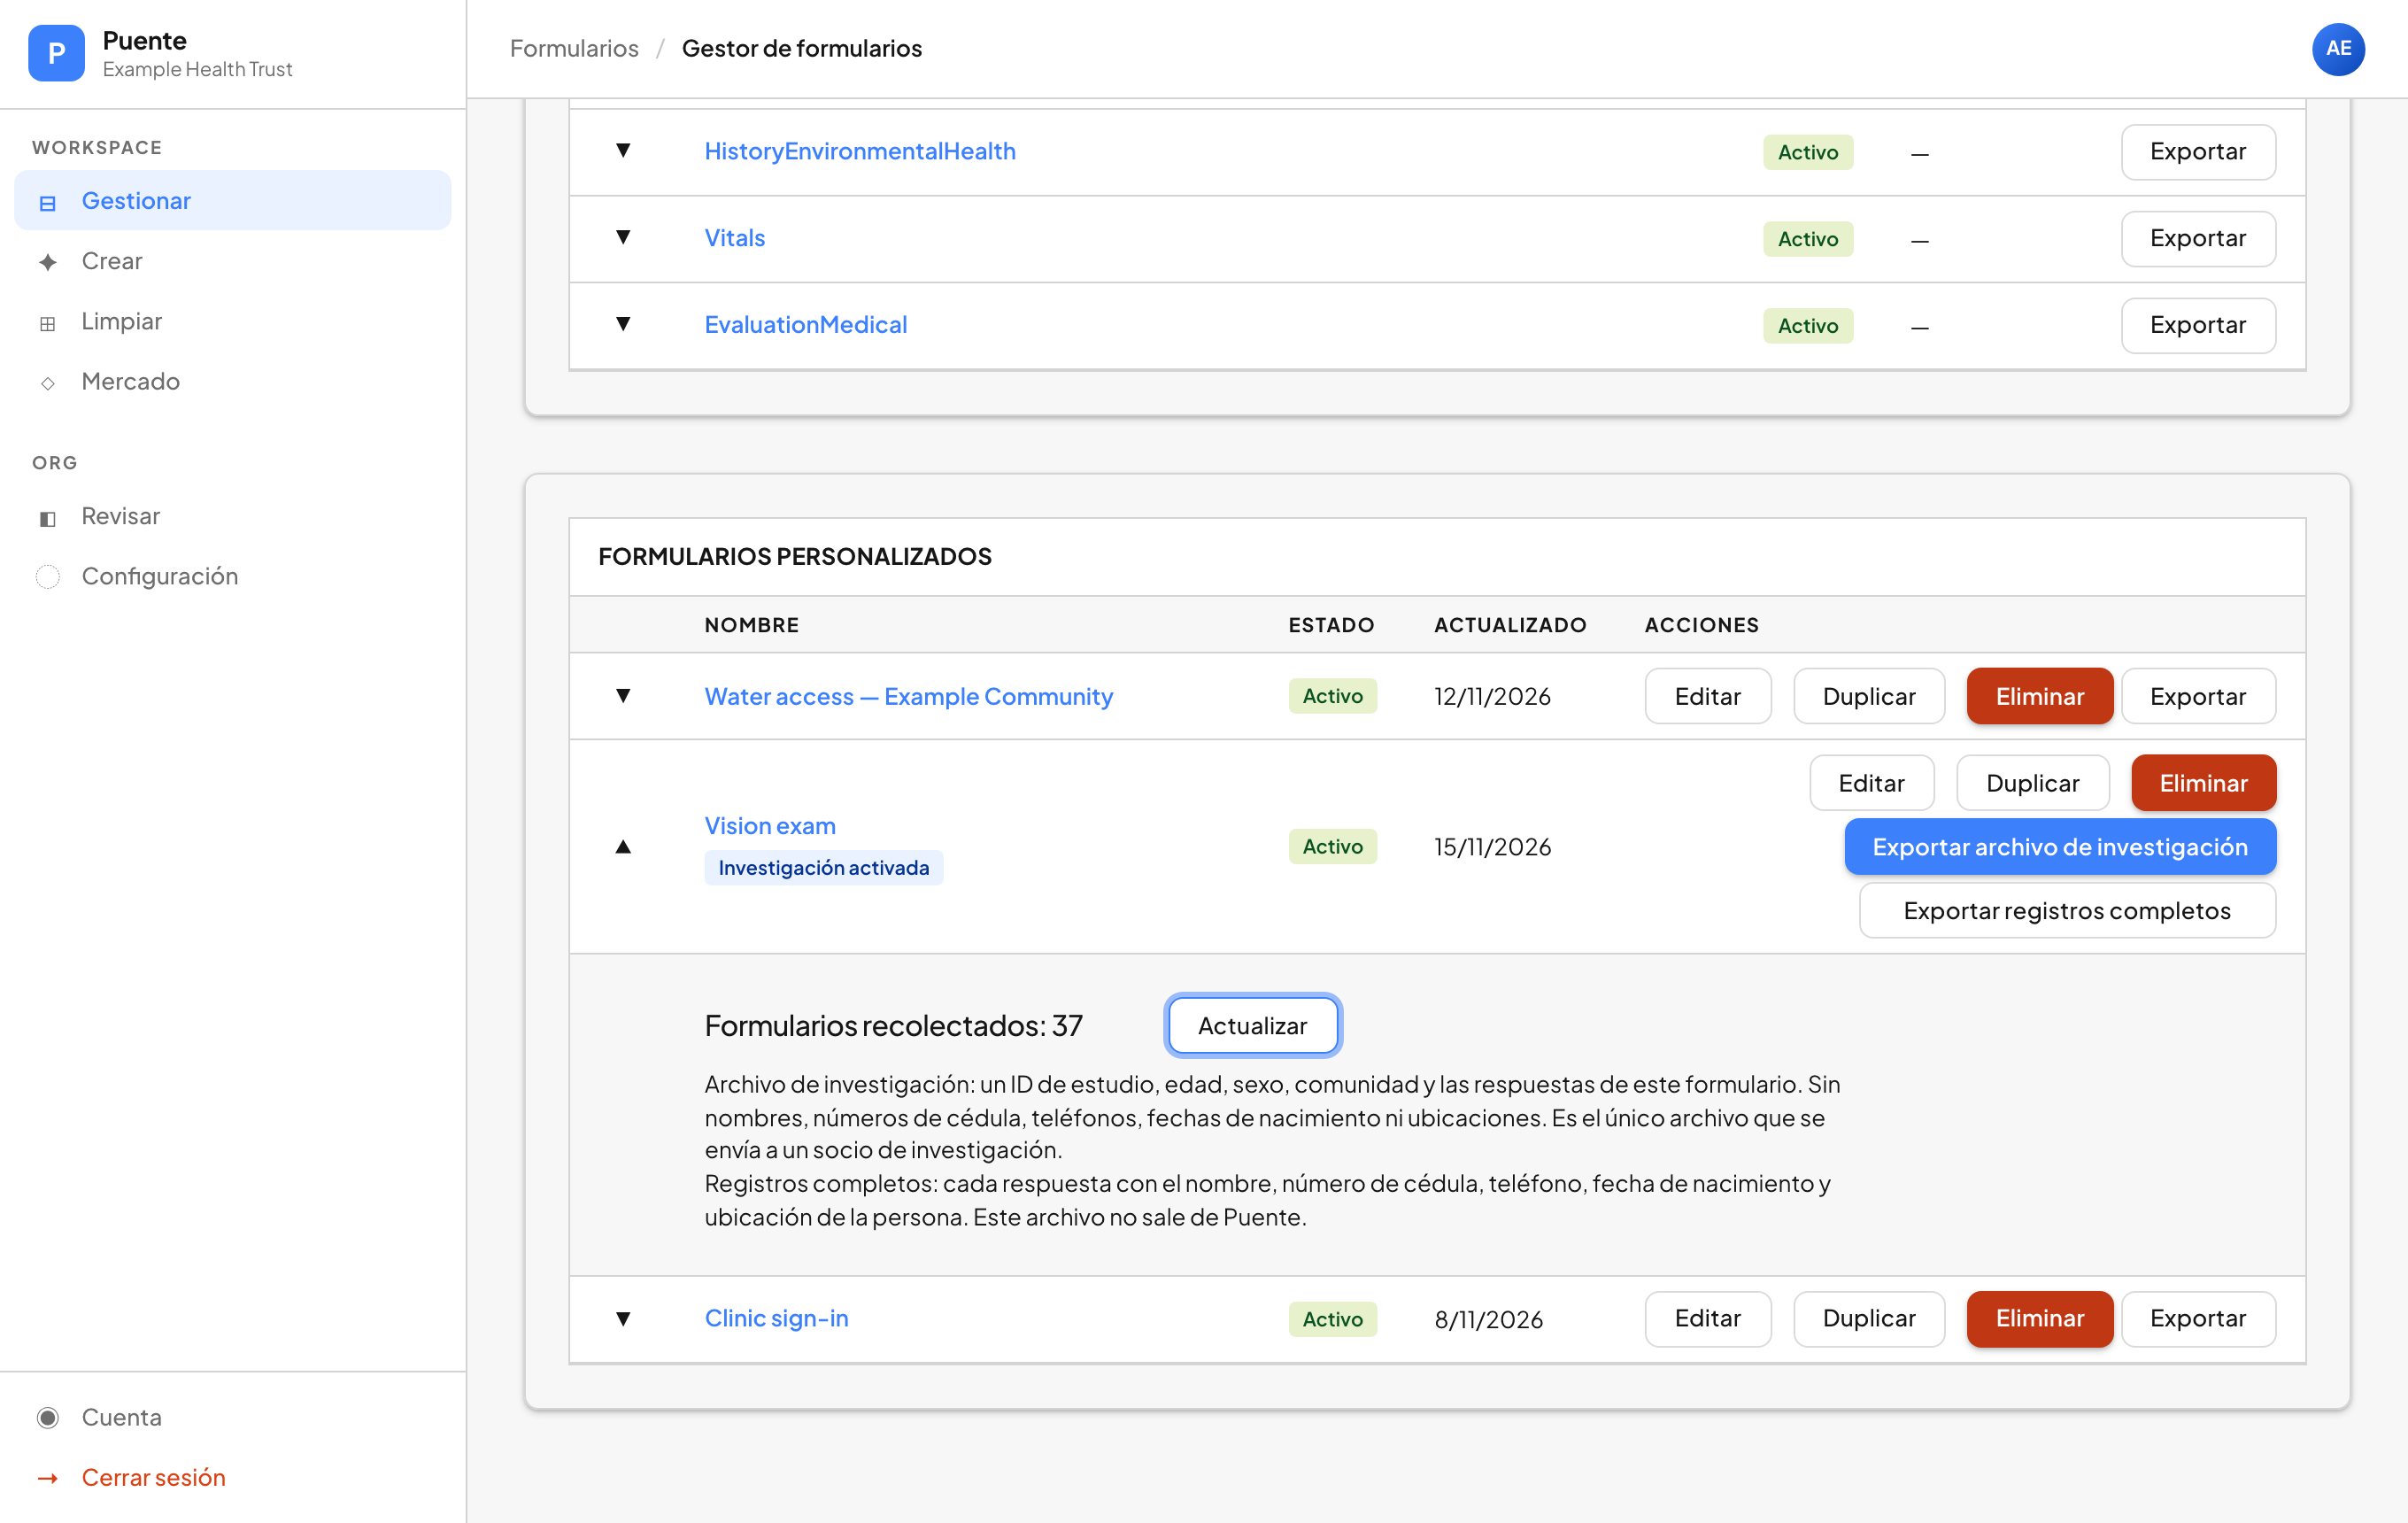 P
Puente
Example Health Trust
WORKSPACE
Gestionar
Crear
Limpiar
Mercado
ORG
Revisar
Configuración
Cuenta
Cerrar sesión
Formularios / Gestor de formularios
AE
HistoryEnvironmentalHealth Activo — Exportar
Vitals Activo — Exportar
EvaluationMedical Activo — Exportar
FORMULARIOS PERSONALIZADOS
NOMBRE ESTADO ACTUALIZADO ACCIONES
Water access — Example Community Activo 12/11/2026 Editar Duplicar Eliminar Exportar
Vision exam
Investigación activada
Activo 15/11/2026
Editar Duplicar Eliminar
Exportar archivo de investigación
Exportar registros completos
Formularios recolectados: 37 Actualizar
Archivo de investigación: un ID de estudio, edad, sexo, comunidad y las respuestas de este formulario. Sin
nombres, números de cédula, teléfonos, fechas de nacimiento ni ubicaciones. Es el único archivo que se
envía a un socio de investigación.
Registros completos: cada respuesta con el nombre, número de cédula, teléfono, fecha de nacimiento y
ubicación de la persona. Este archivo no sale de Puente.
Clinic sign-in Activo 8/11/2026 Editar Duplicar Eliminar Exportar